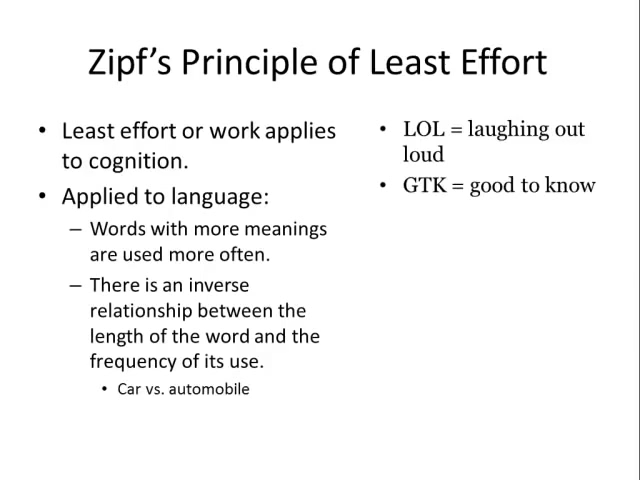 Zipf’s Principle of Least Effort
• Least effort or work applies
to cognition.
• Applied to language:
– Words with more meanings
are used more often.
– There is an inverse
relationship between the
length of the word and the
frequency of its use.
• Car vs. automobile
• LOL = laughing out
loud
• GTK = good to know